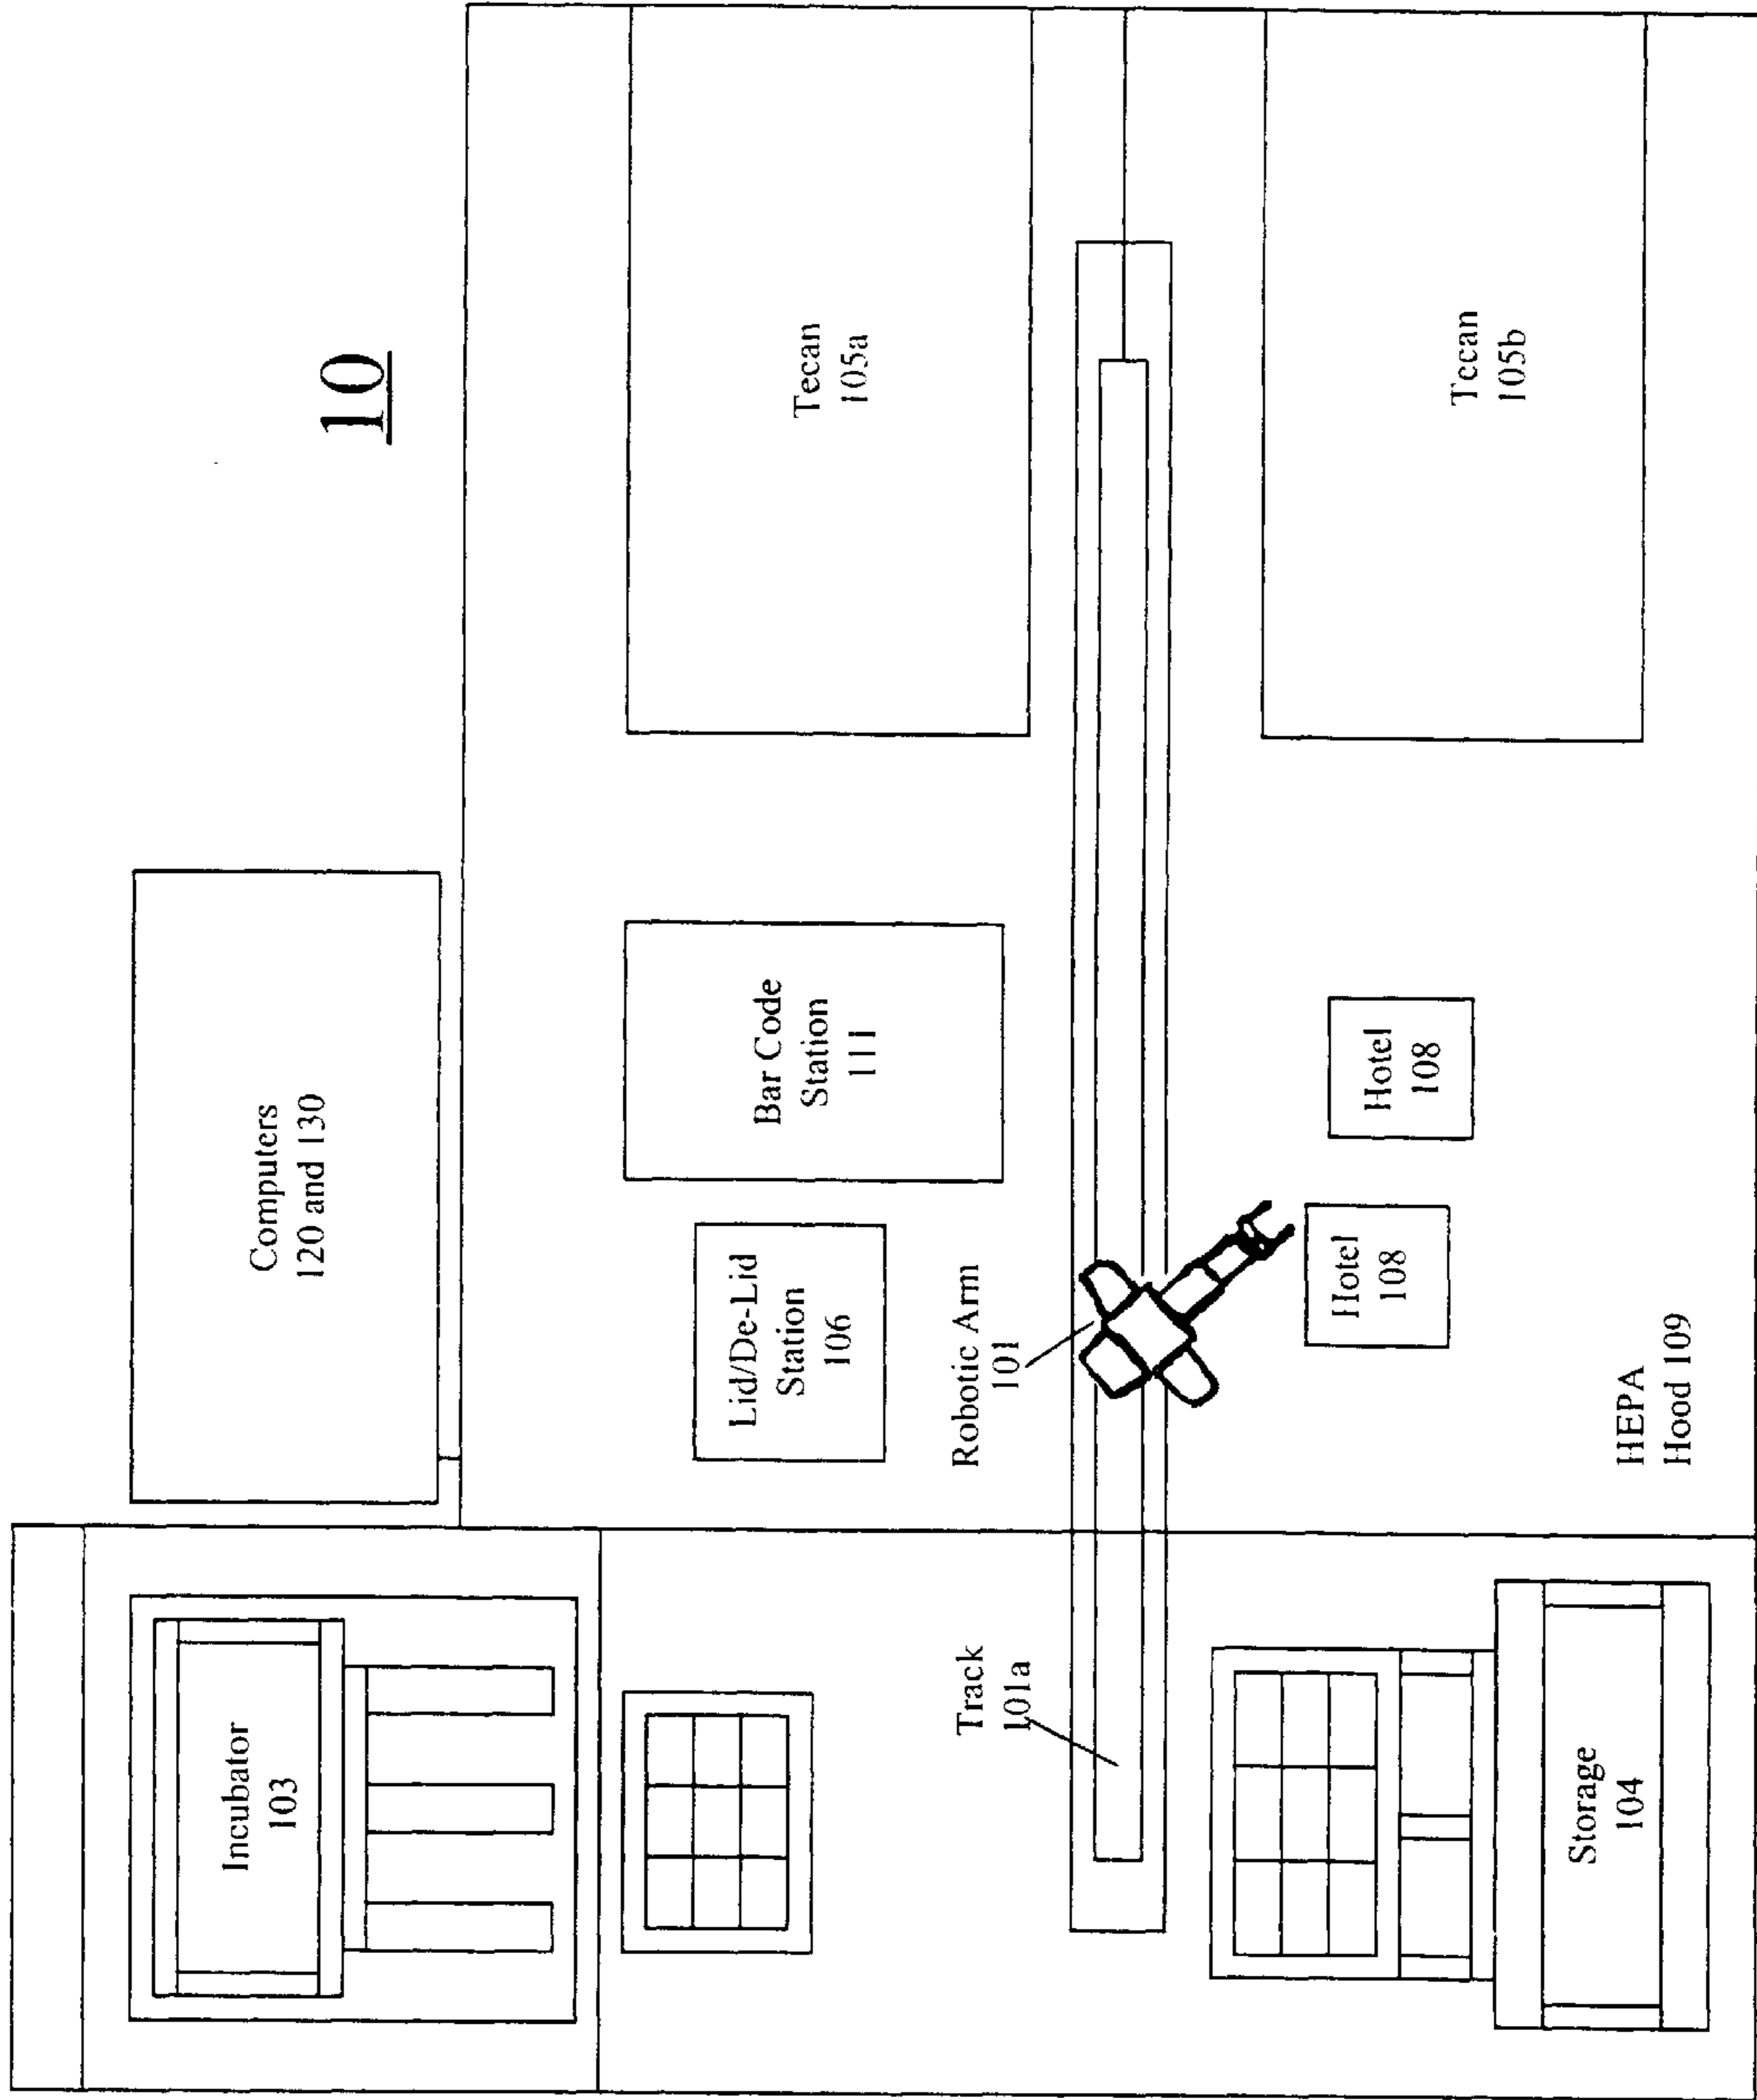 Incubator
103
Computers
120 and 130
10
Lid/De-Lid
Station
106
Bar Code
Station
111
Tecan
105a
Track
101a
Robotic Arm
101
Hotel
108
Hotel
108
Tecan
105b
Storage
104
HEPA
Hood 109